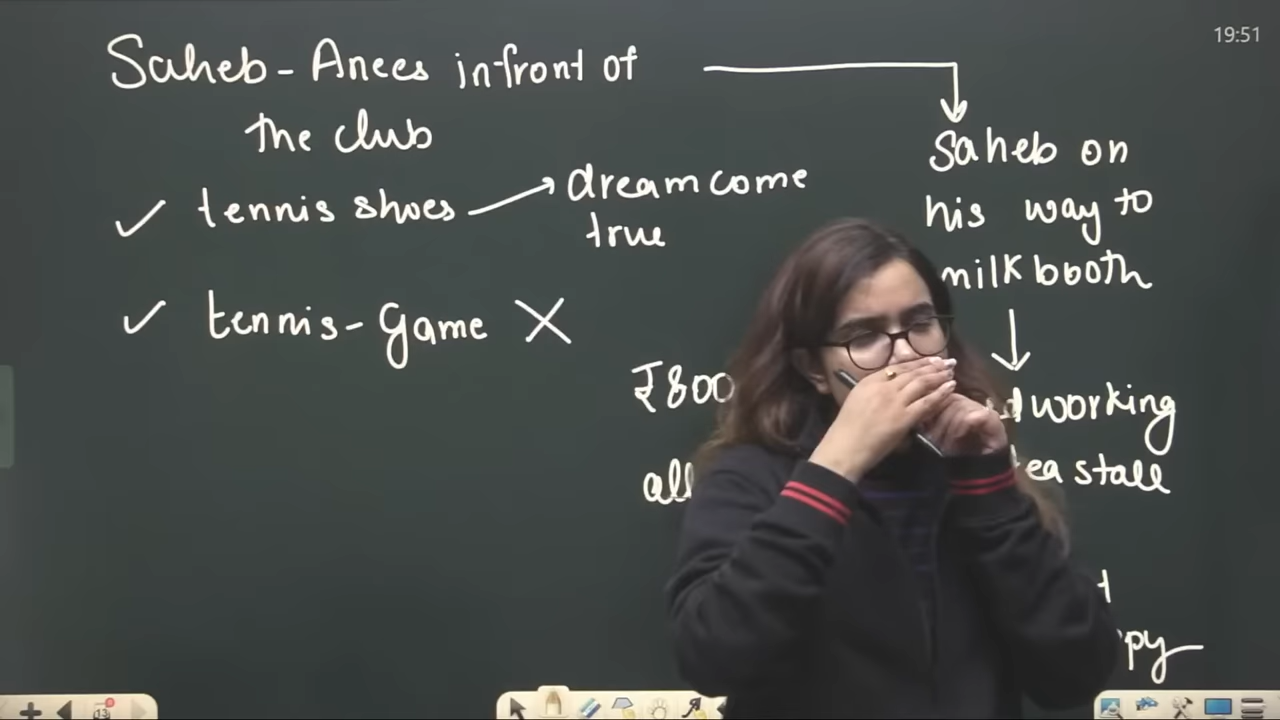 19:51
Saheb - Anees infront of
the club
✓ tennis shoes → dream come
true
✓ tennis - Game X
Saheb on
his way to
milk booth
₹800
working
tea stall